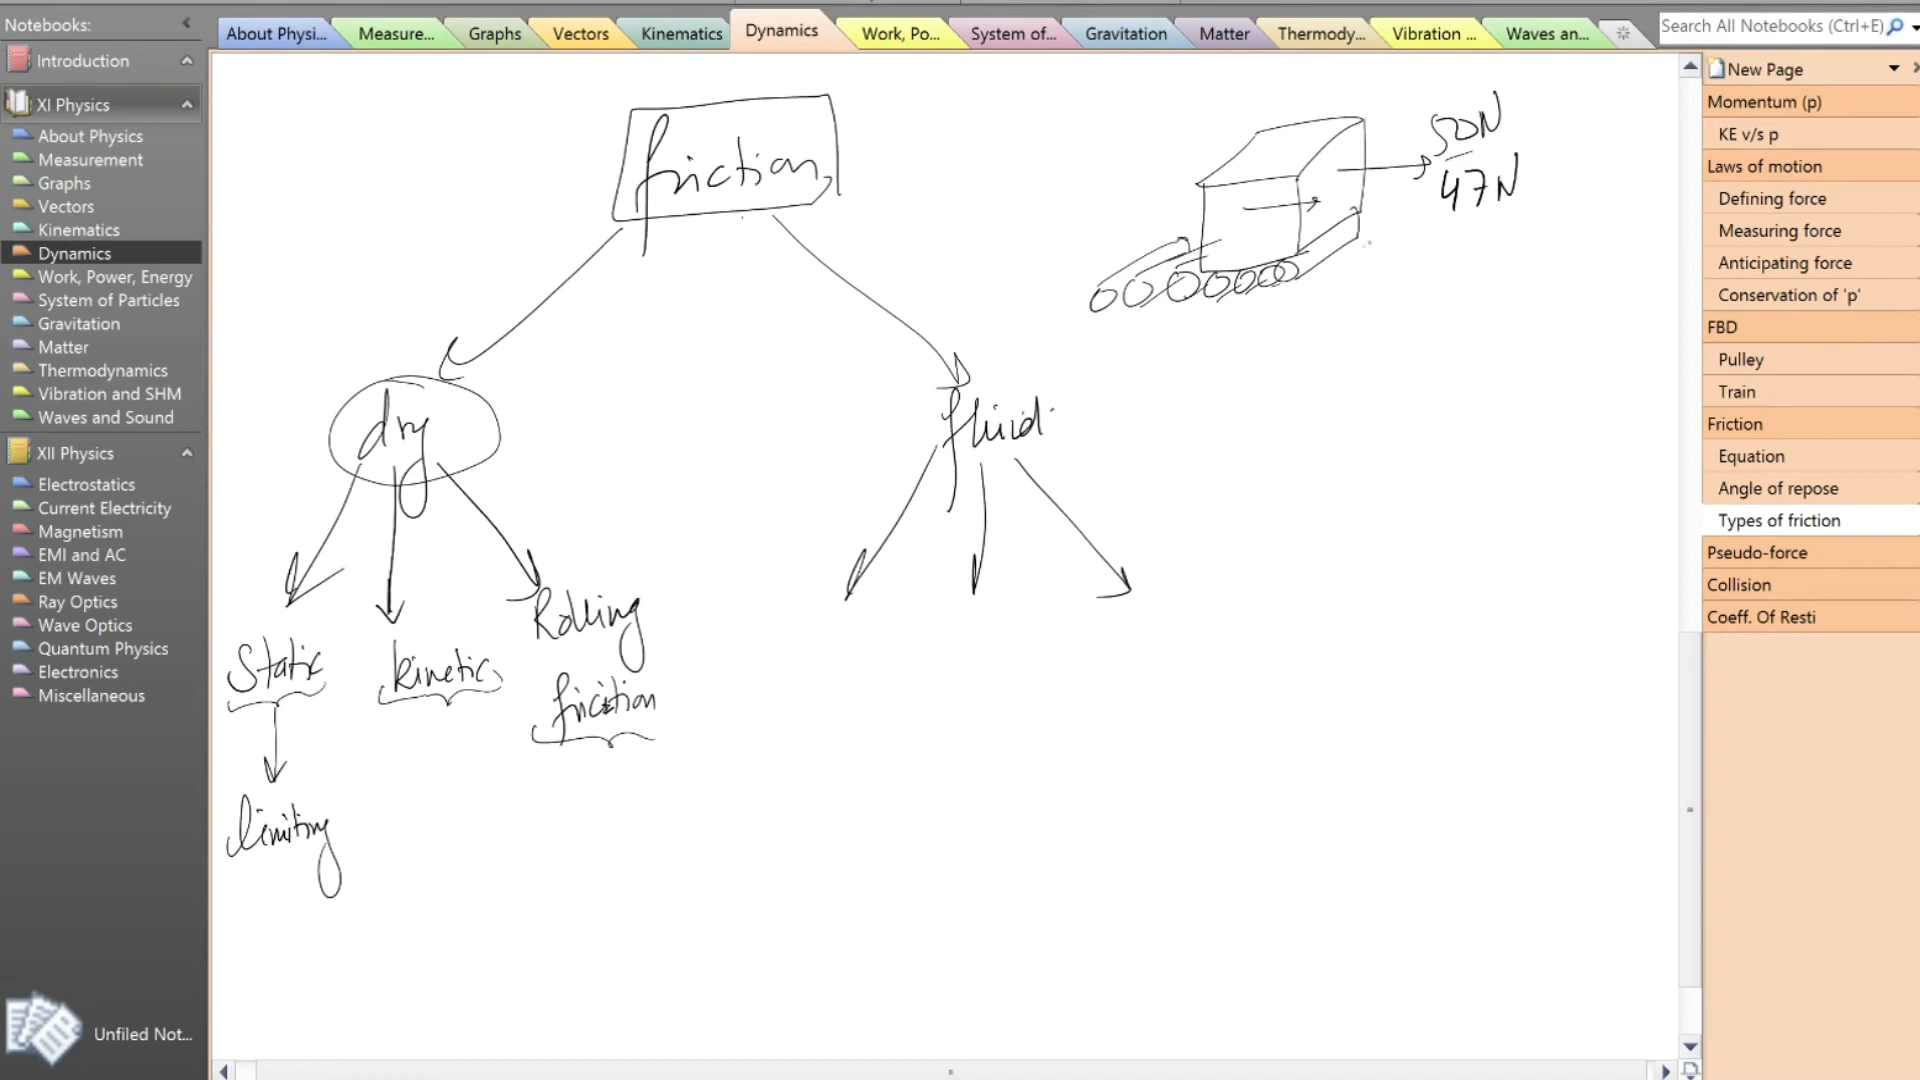 Notebooks:
Introduction
XI Physics
About Physics
Measurement
Graphs
Vectors
Kinematics
Dynamics
Work, Power, Energy
System of Particles
Gravitation
Matter
Thermodynamics
Vibration and SHM
Waves and Sound
XII Physics
Electrostatics
Current Electricity
Magnetism
EMI and AC
EM Waves
Ray Optics
Wave Optics
Quantum Physics
Electronics
Miscellaneous
Unfiled Not...
About Physi... Measure... Graphs Vectors Kinematics Dynamics Work, Po... System of... Gravitation Matter Thermody... Vibration ... Waves an...
Search All Notebooks (Ctrl+E)
friction
50N
47N
dry
fluid
Static
kinetic
Rolling
friction
limiting
New Page
Momentum (p)
KE v/s p
Laws of motion
Defining force
Measuring force
Anticipating force
Conservation of 'p'
FBD
Pulley
Train
Friction
Equation
Angle of repose
Types of friction
Pseudo-force
Collision
Coeff. Of Resti